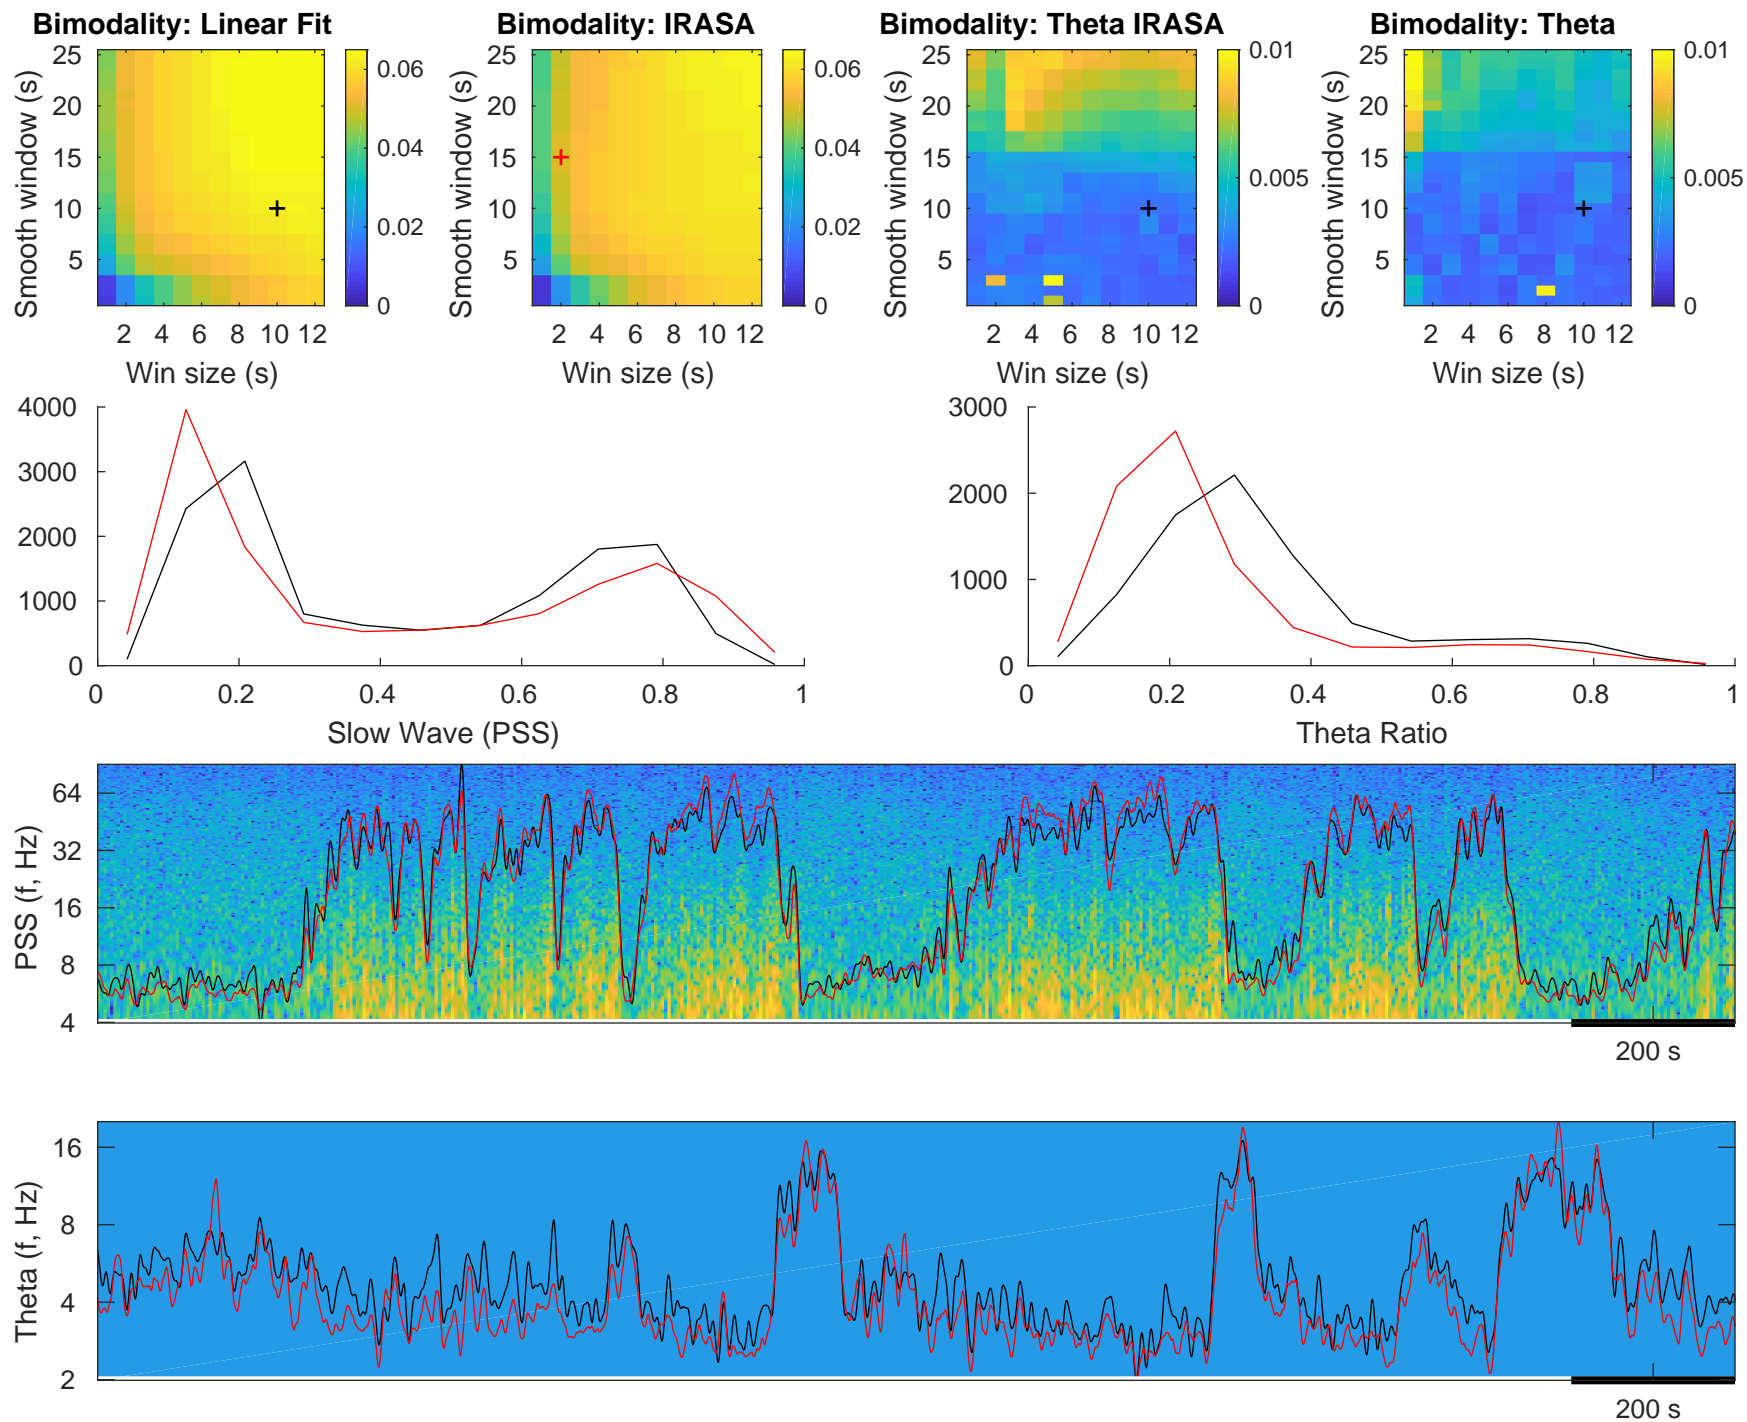 Bimodality: Linear Fit
Bimodality: IRASA
Bimodality: Theta IRASA
Bimodality: Theta
Smooth window (s)
25
20
15
10
5
2 4 6 8 10 12
Win size (s)
0.06
0.04
0.02
0
Smooth window (s)
25
20
15
10
5
2 4 6 8 10 12
Win size (s)
0.06
0.04
0.02
0
Smooth window (s)
25
20
15
10
5
2 4 6 8 10 12
Win size (s)
0.01
0.005
0
Smooth window (s)
25
20
15
10
5
2 4 6 8 10 12
Win size (s)
0.01
0.005
0
4000
3000
2000
1000
0
0 0.2 0.4 0.6 0.8 1
Slow Wave (PSS)
3000
2000
1000
0
0 0.2 0.4 0.6 0.8 1
Theta Ratio
PSS (f, Hz)
64
32
16
8
4
200 s
Theta (f, Hz)
16
8
4
2
200 s